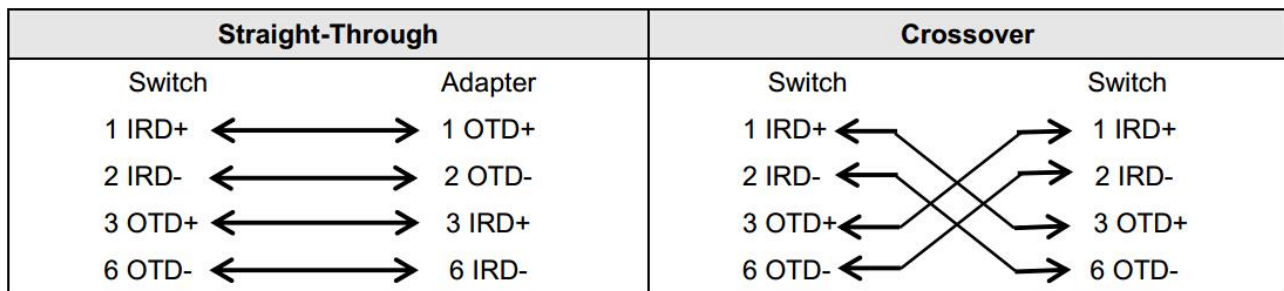 Straight-Through Crossover
Switch Adapter Switch Switch
1 IRD+ 1 OTD+ 1 IRD+ 1 IRD+
2 IRD- 2 OTD- 2 IRD- 2 IRD-
3 OTD+ 3 IRD+ 3 OTD+ 3 OTD+
6 OTD- 6 IRD- 6 OTD- 6 OTD-